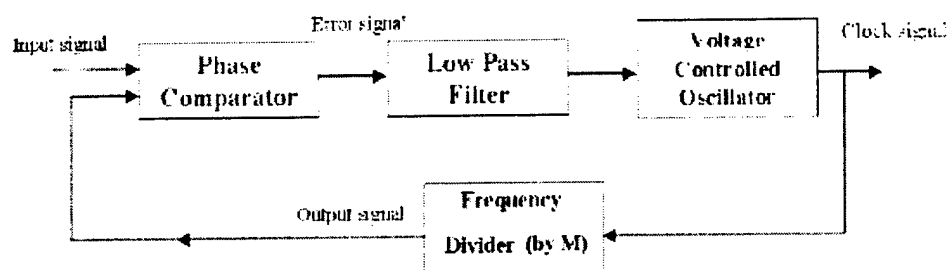 Input signal
Error signal
Clock signal
Phase
Comparator
Low Pass
Filter
Voltage
Controlled
Oscillator
Output signal
Frequency
Divider (by M)